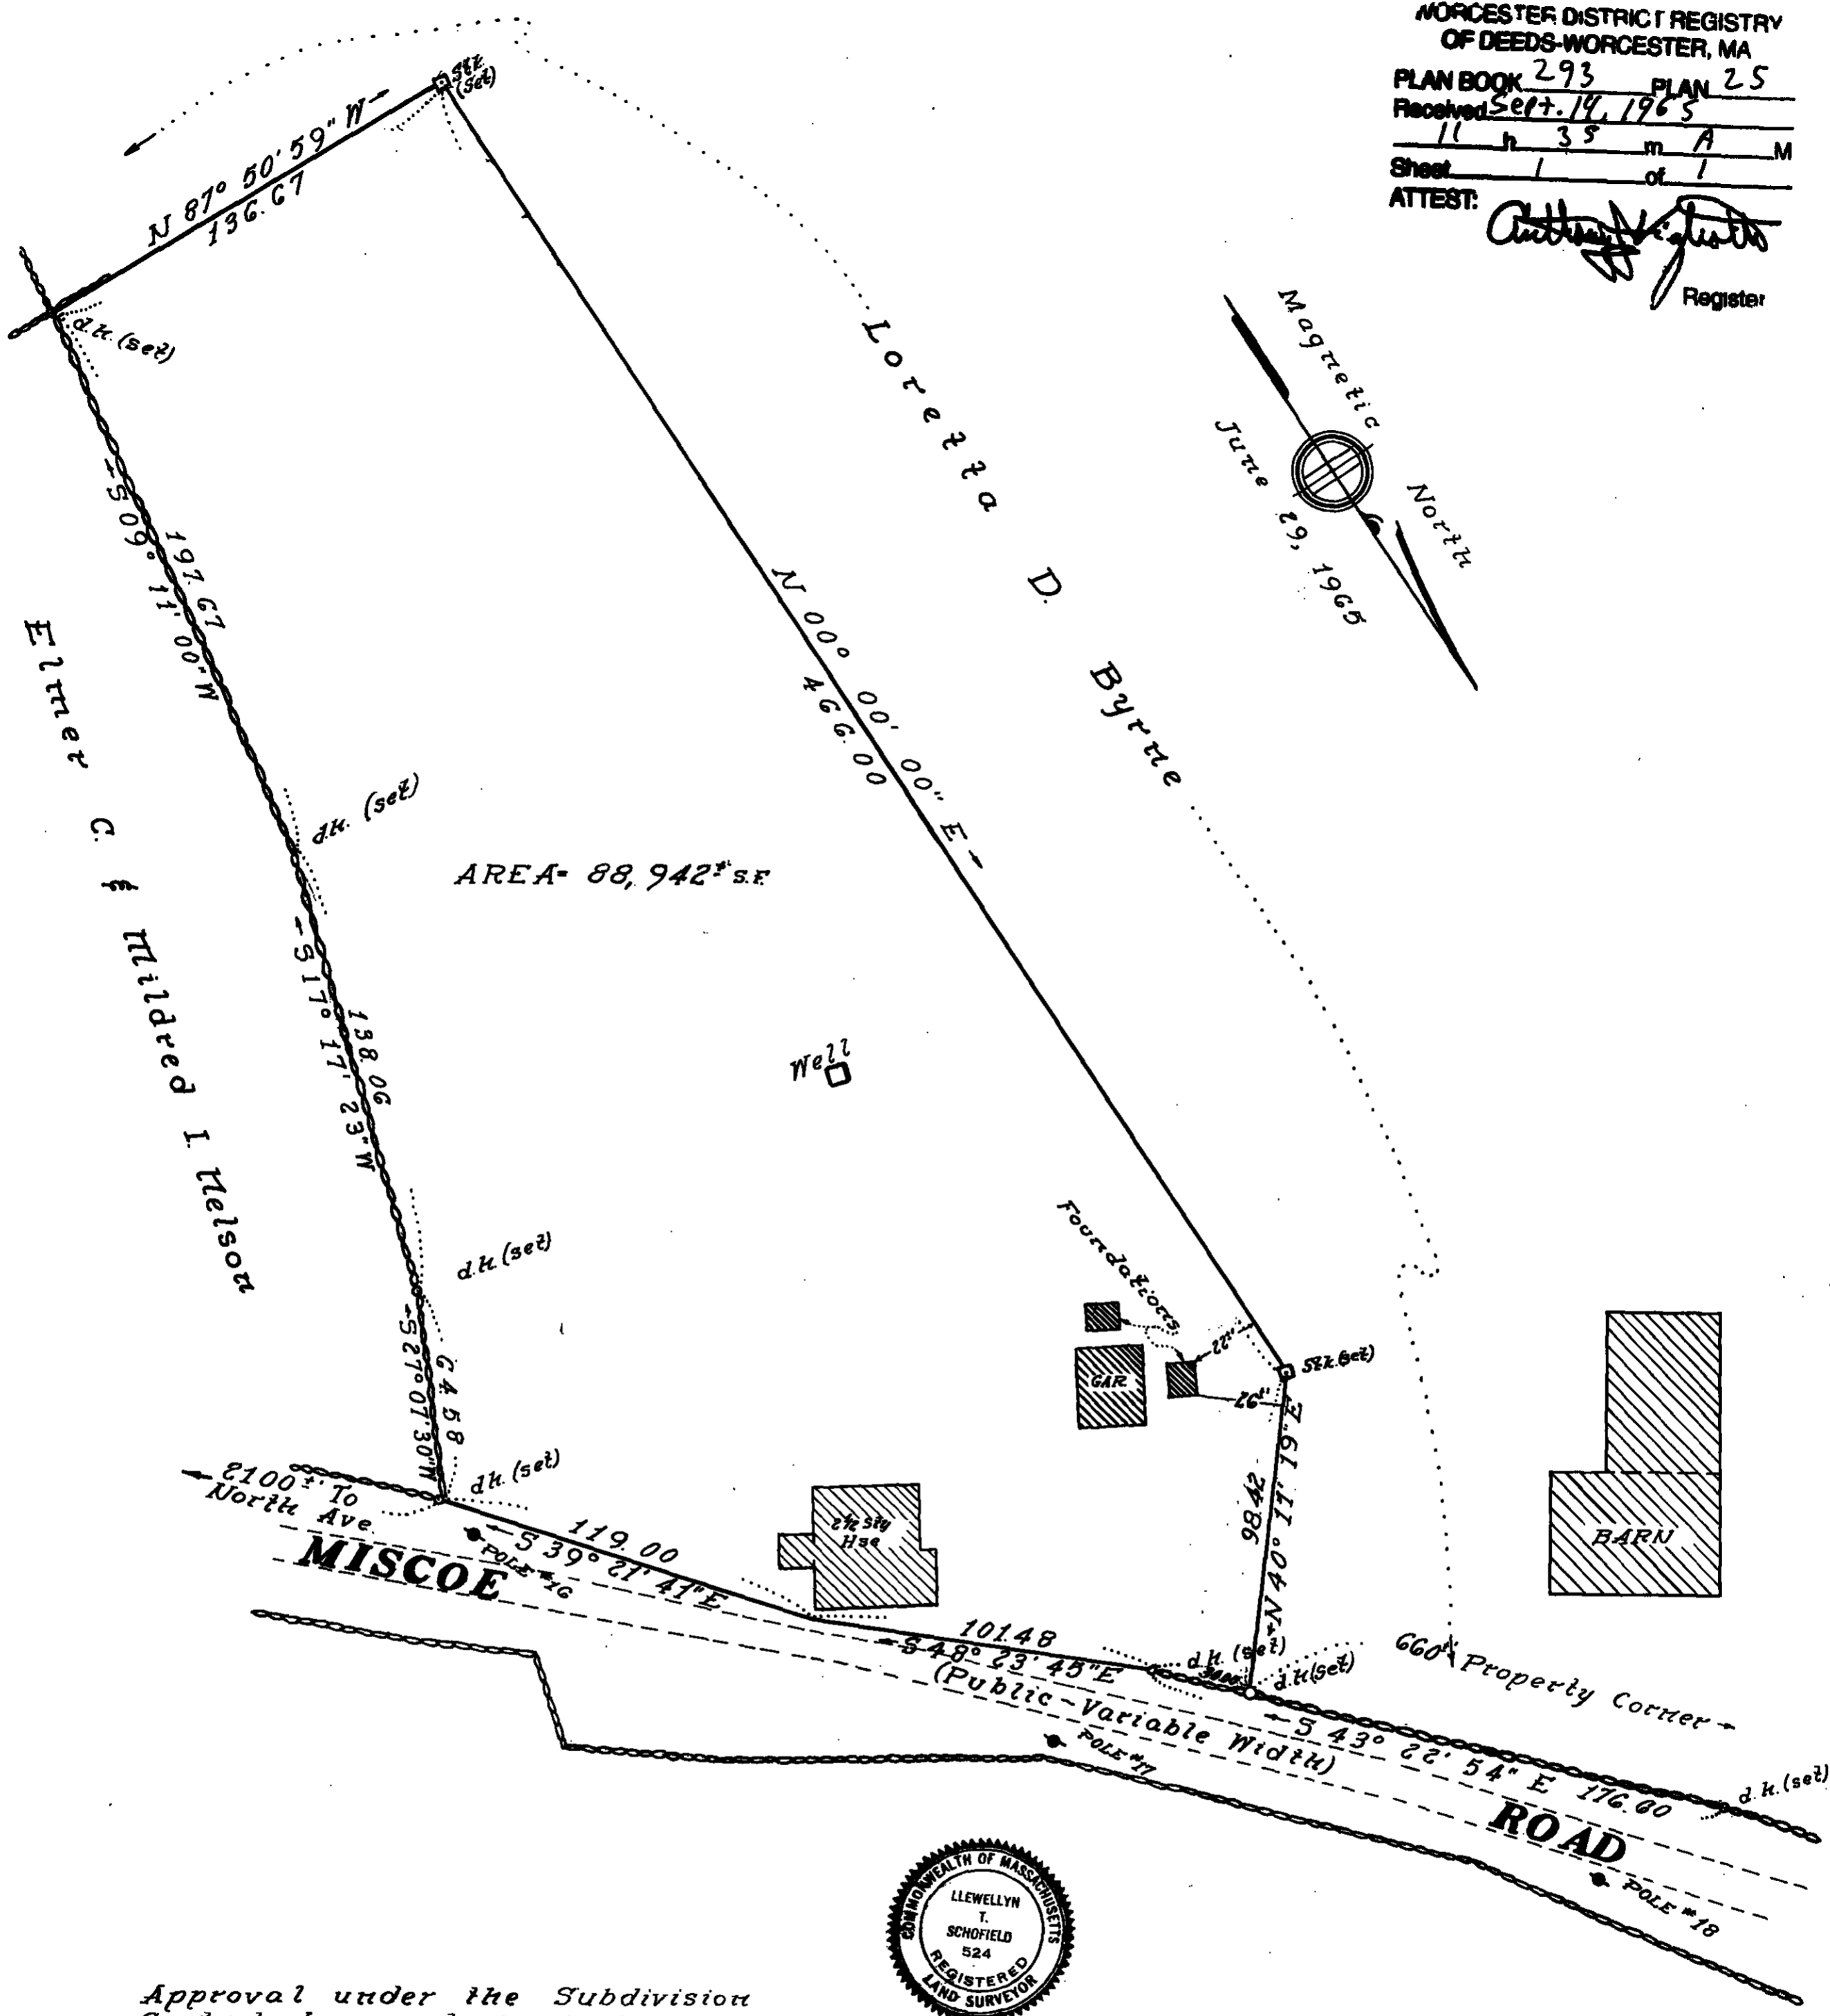 WORCESTER DISTRICT REGISTRY
OF DEEDS-WORCESTER, MA
PLAN BOOK 293 PLAN 25
Received Sept. 14, 1965
11 h 35 m A M
Sheet 1 of 1
ATTEST:
Register
Stk.
(Set)
N 87° 50' 59" W
136.67
d.h. (set)
Loretta D. Byrne
Magnetic North
June 29, 1965
197.67
S 09° 11' 00" W
N 00° 00' 00" E
466.00
Elmer C. & Mildred I. Nelson
d.h. (set)
AREA= 88,942± S.F.
138.06
S 17° 17' 23" W
Well
d.h. (set)
Foundations
22±'
Stk. (set)
GAR.
26±'
64.58
S 27° 07' 30" W
98.42
N 40° 11' 19" E
d.h. (set)
2100±' To
North Ave.
119.00
S 39° 21' 41" E
POLE #16
2½ Sty
Hse
BARN
MISCOE
101.48
S 48° 23' 45" E
d.h. (set)
30.00
d.h. (set)
660±' Property Corner
(Public - Variable Width)
S 43° 22' 54" E 176.60
d.h. (set)
POLE #17
ROAD
POLE #18
COMMONWEALTH OF MASSACHUSETTS
LLEWELLYN
T.
SCHOFIELD
524
REGISTERED
LAND SURVEYOR
Approval under the Subdivision